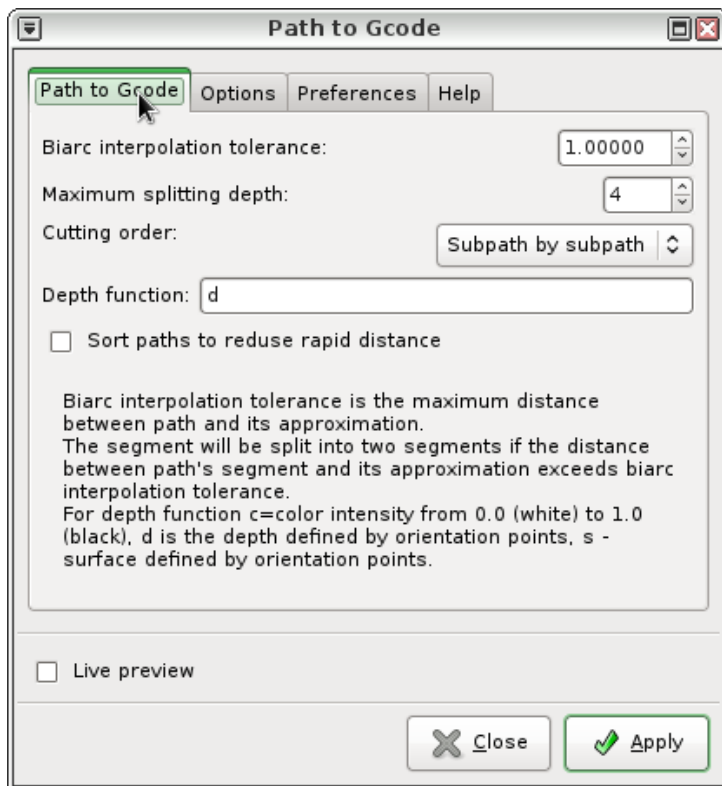 Path to Gcode
Path to Gcode Options Preferences Help
Biarc interpolation tolerance: 1.00000
Maximum splitting depth: 4
Cutting order: Subpath by subpath
Depth function: d
Sort paths to reduse rapid distance
Biarc interpolation tolerance is the maximum distance
between path and its approximation.
The segment will be split into two segments if the distance
between path's segment and its approximation exceeds biarc
interpolation tolerance.
For depth function c=color intensity from 0.0 (white) to 1.0
(black), d is the depth defined by orientation points, s -
surface defined by orientation points.
Live preview
Close Apply